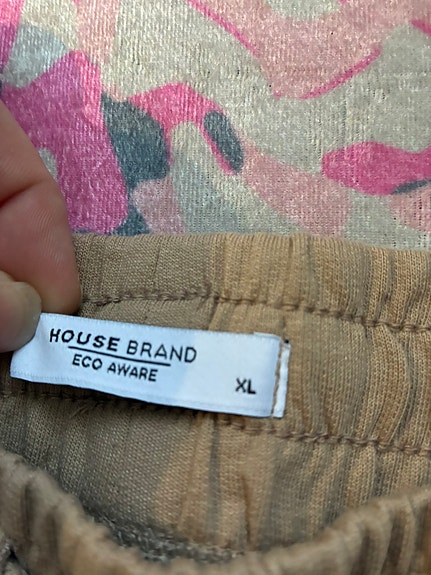 HOUSE BRAND
ECO AWARE
XL